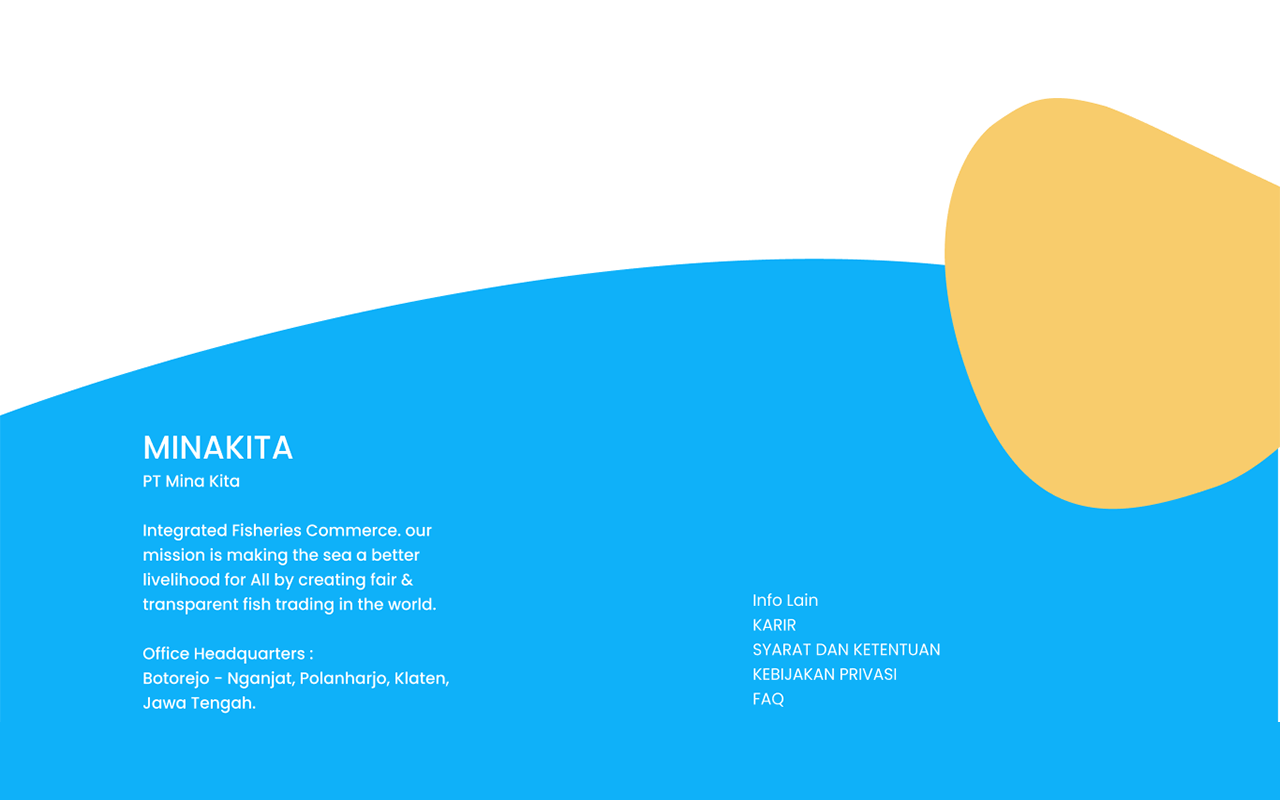 MINAKITA
PT Mina Kita
Integrated Fisheries Commerce. our
mission is making the sea a better
livelihood for All by creating fair &
transparent fish trading in the world.
Office Headquarters :
Botorejo - Nganjat, Polanharjo, Klaten,
Jawa Tengah.
Info Lain
KARIR
SYARAT DAN KETENTUAN
KEBIJAKAN PRIVASI
FAQ